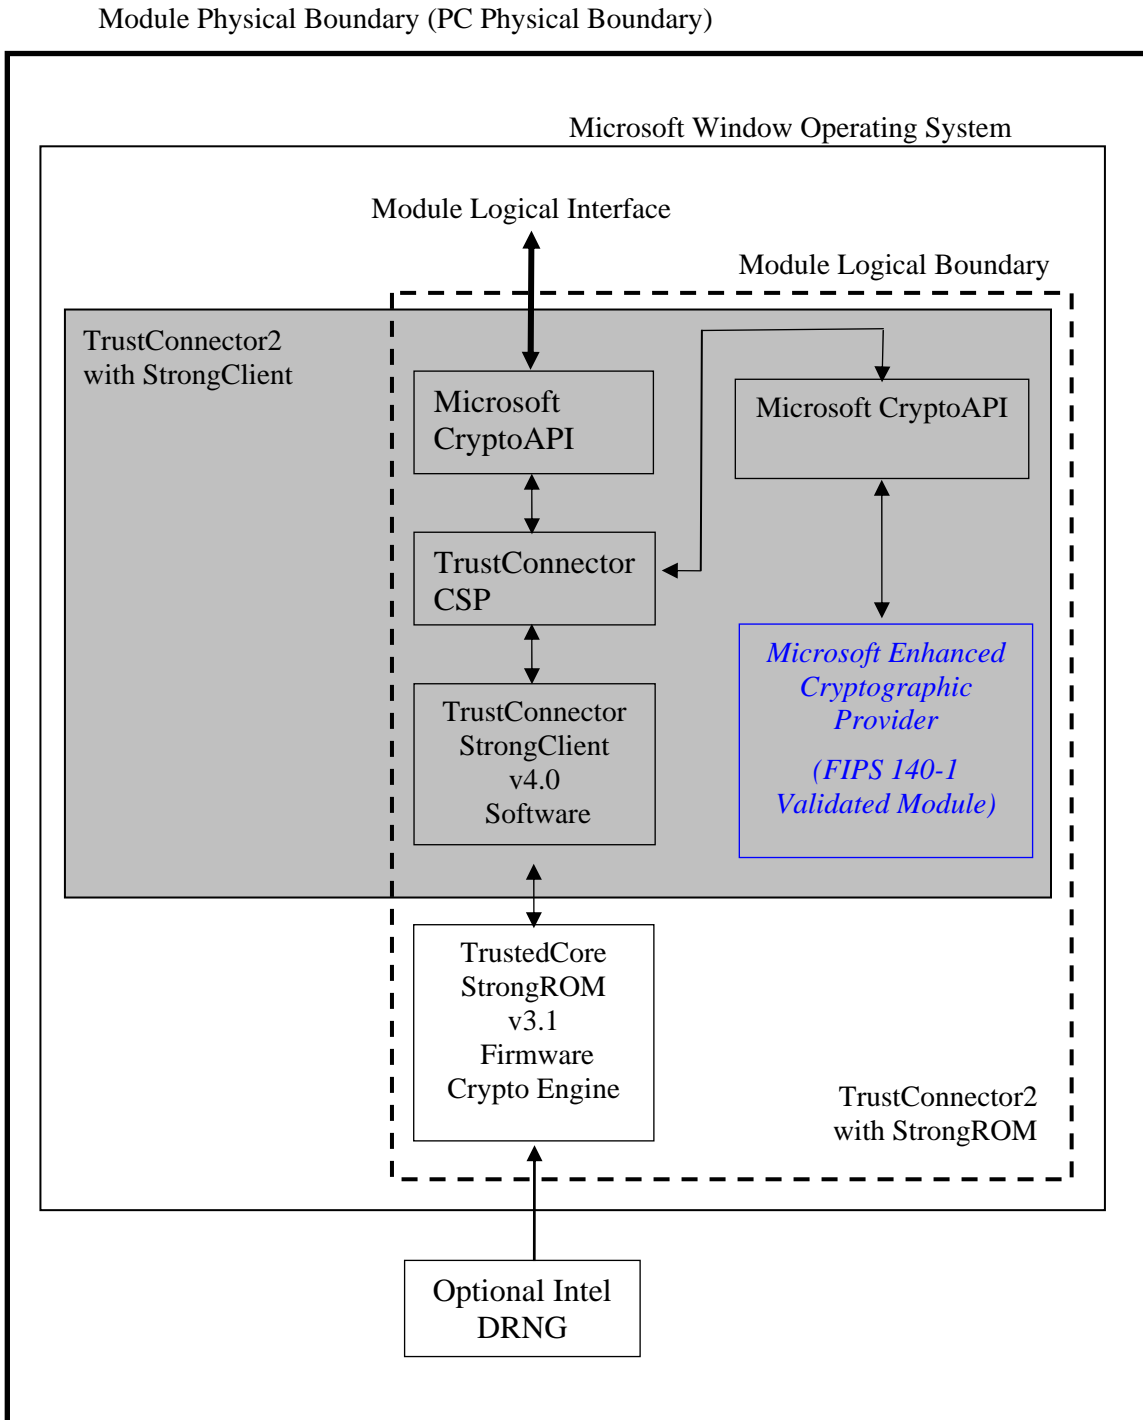 Module Physical Boundary (PC Physical Boundary)
Microsoft Window Operating System
Module Logical Interface
Module Logical Boundary
TrustConnector2
with StrongClient
Microsoft
CryptoAPI
Microsoft CryptoAPI
TrustConnector
CSP
Microsoft Enhanced
Cryptographic
Provider
(FIPS 140-1
Validated Module)
TrustConnector
StrongClient
v4.0
Software
TrustedCore
StrongROM
v3.1
Firmware
Crypto Engine
TrustConnector2
with StrongROM
Optional Intel
DRNG